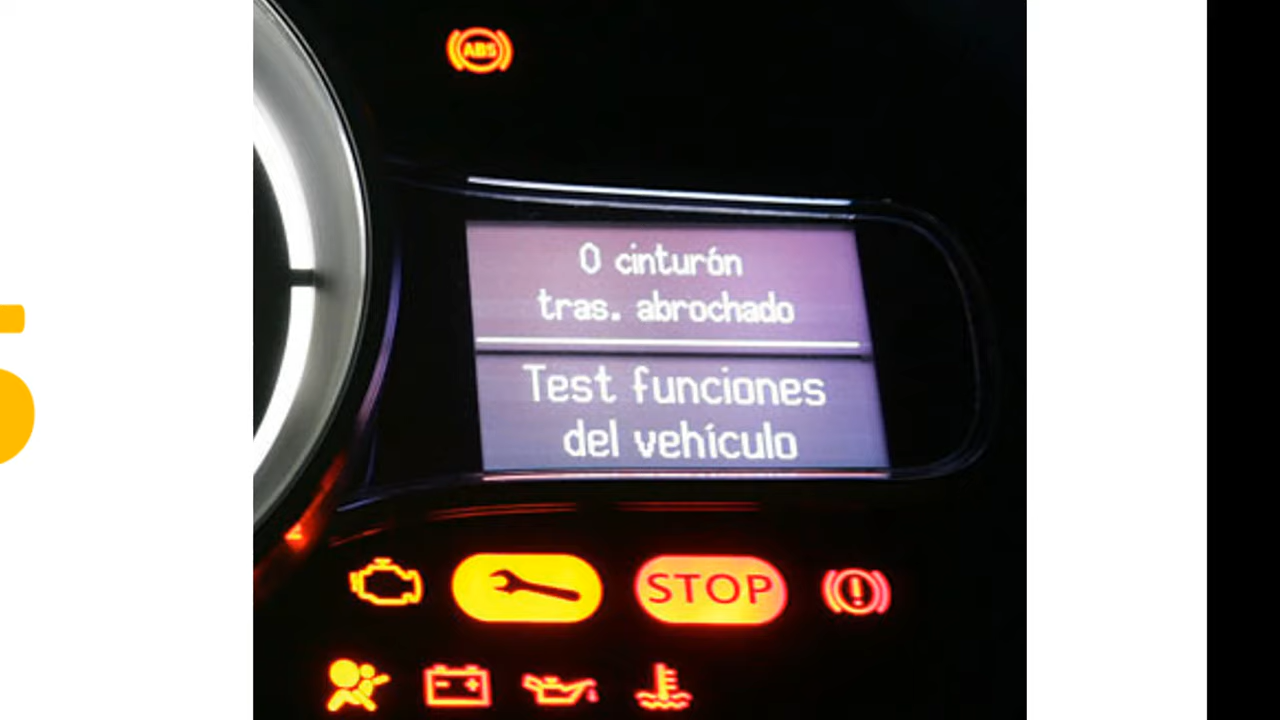 ABS
0 cinturón
tras. abrochado
Test funciones
del vehículo
STOP